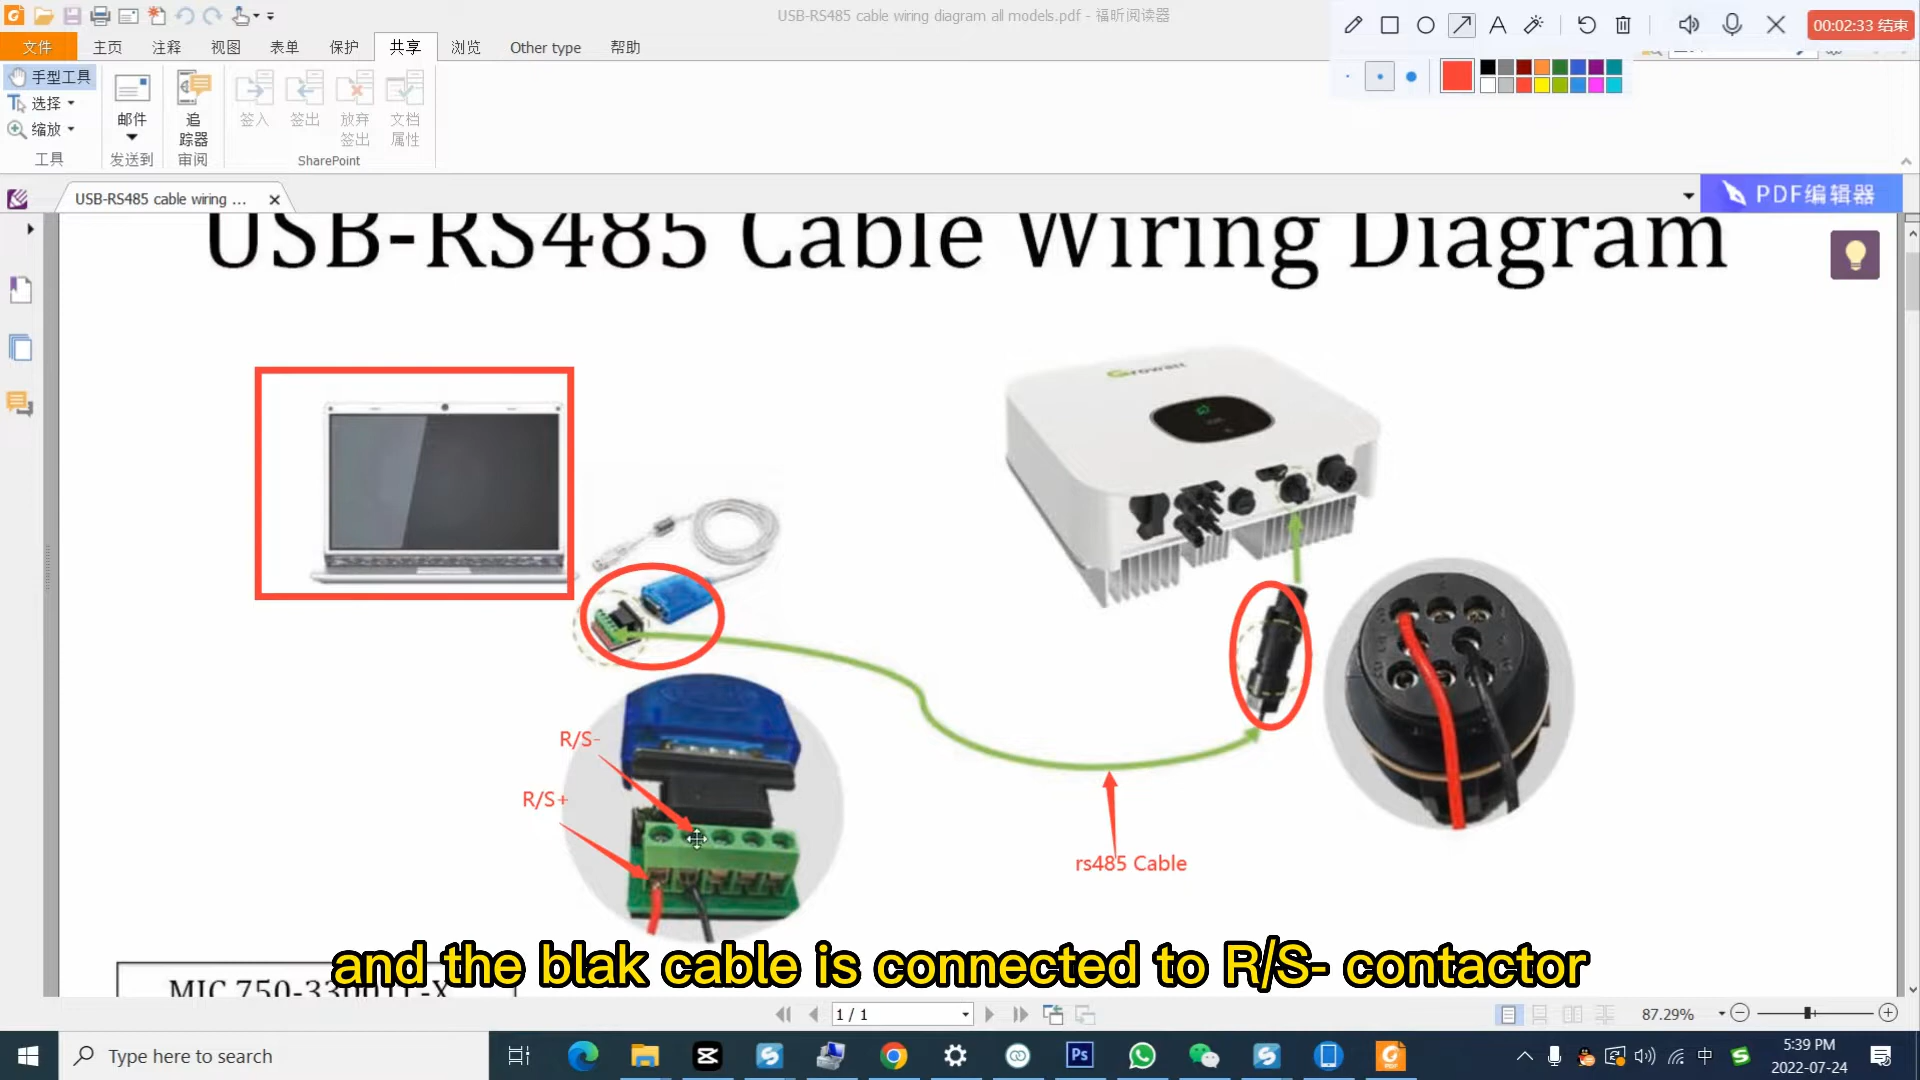 USB-RS485 cable wiring diagram all models.pdf - 福昕阅读器
00:02:33 结束
文件 主页 注释 视图 表单 保护 共享 浏览 Other type 帮助
手型工具
选择
缩放
工具
邮件
发送到
追踪器
审阅
签入
签出
放弃签出
文档属性
SharePoint
USB-RS485 cable wiring ...
PDF编辑器
USB-RS485 Cable Wiring Diagram
Growatt
R/S-
R/S+
rs485 Cable
MIC 750-3300TL-X
and the blak cable is connected to R/S- contactor
1 / 1
87.29%
Type here to search
Ps
中
5:39 PM
2022-07-24